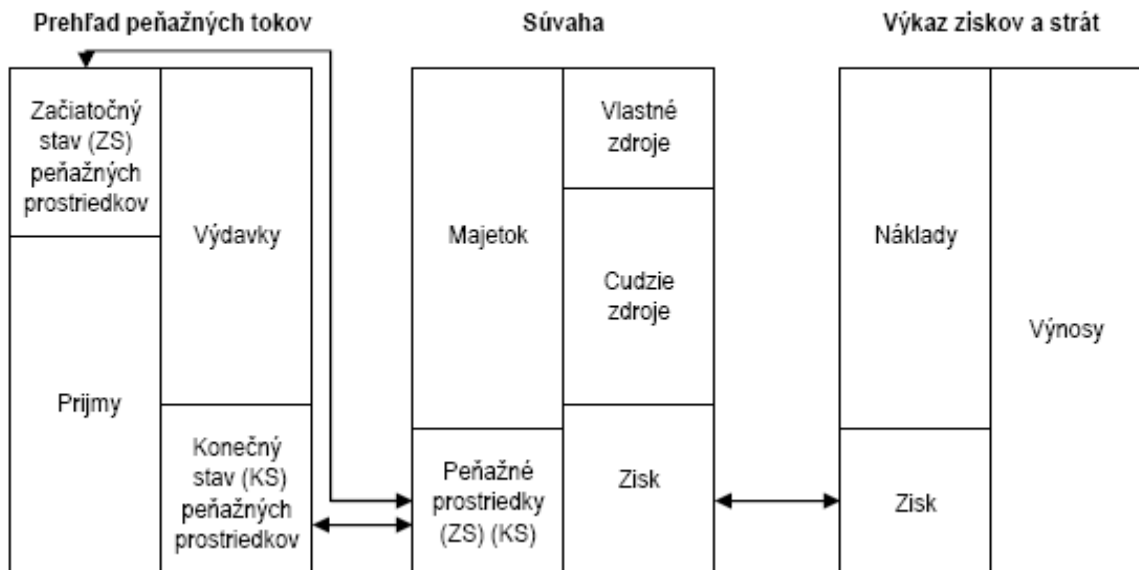 Prehľad peňažných tokov
Súvaha
Výkaz ziskov a strát
Začiatočný
stav (ZS)
peňažných
prostriedkov
Prijmy
Výdavky
Konečný
stav (KS)
peňažných
prostriedkov
Majetok
Peňažné
prostriedky
(ZS) (KS)
Vlastné
zdroje
Cudzie
zdroje
Zisk
Náklady
Zisk
Výnosy